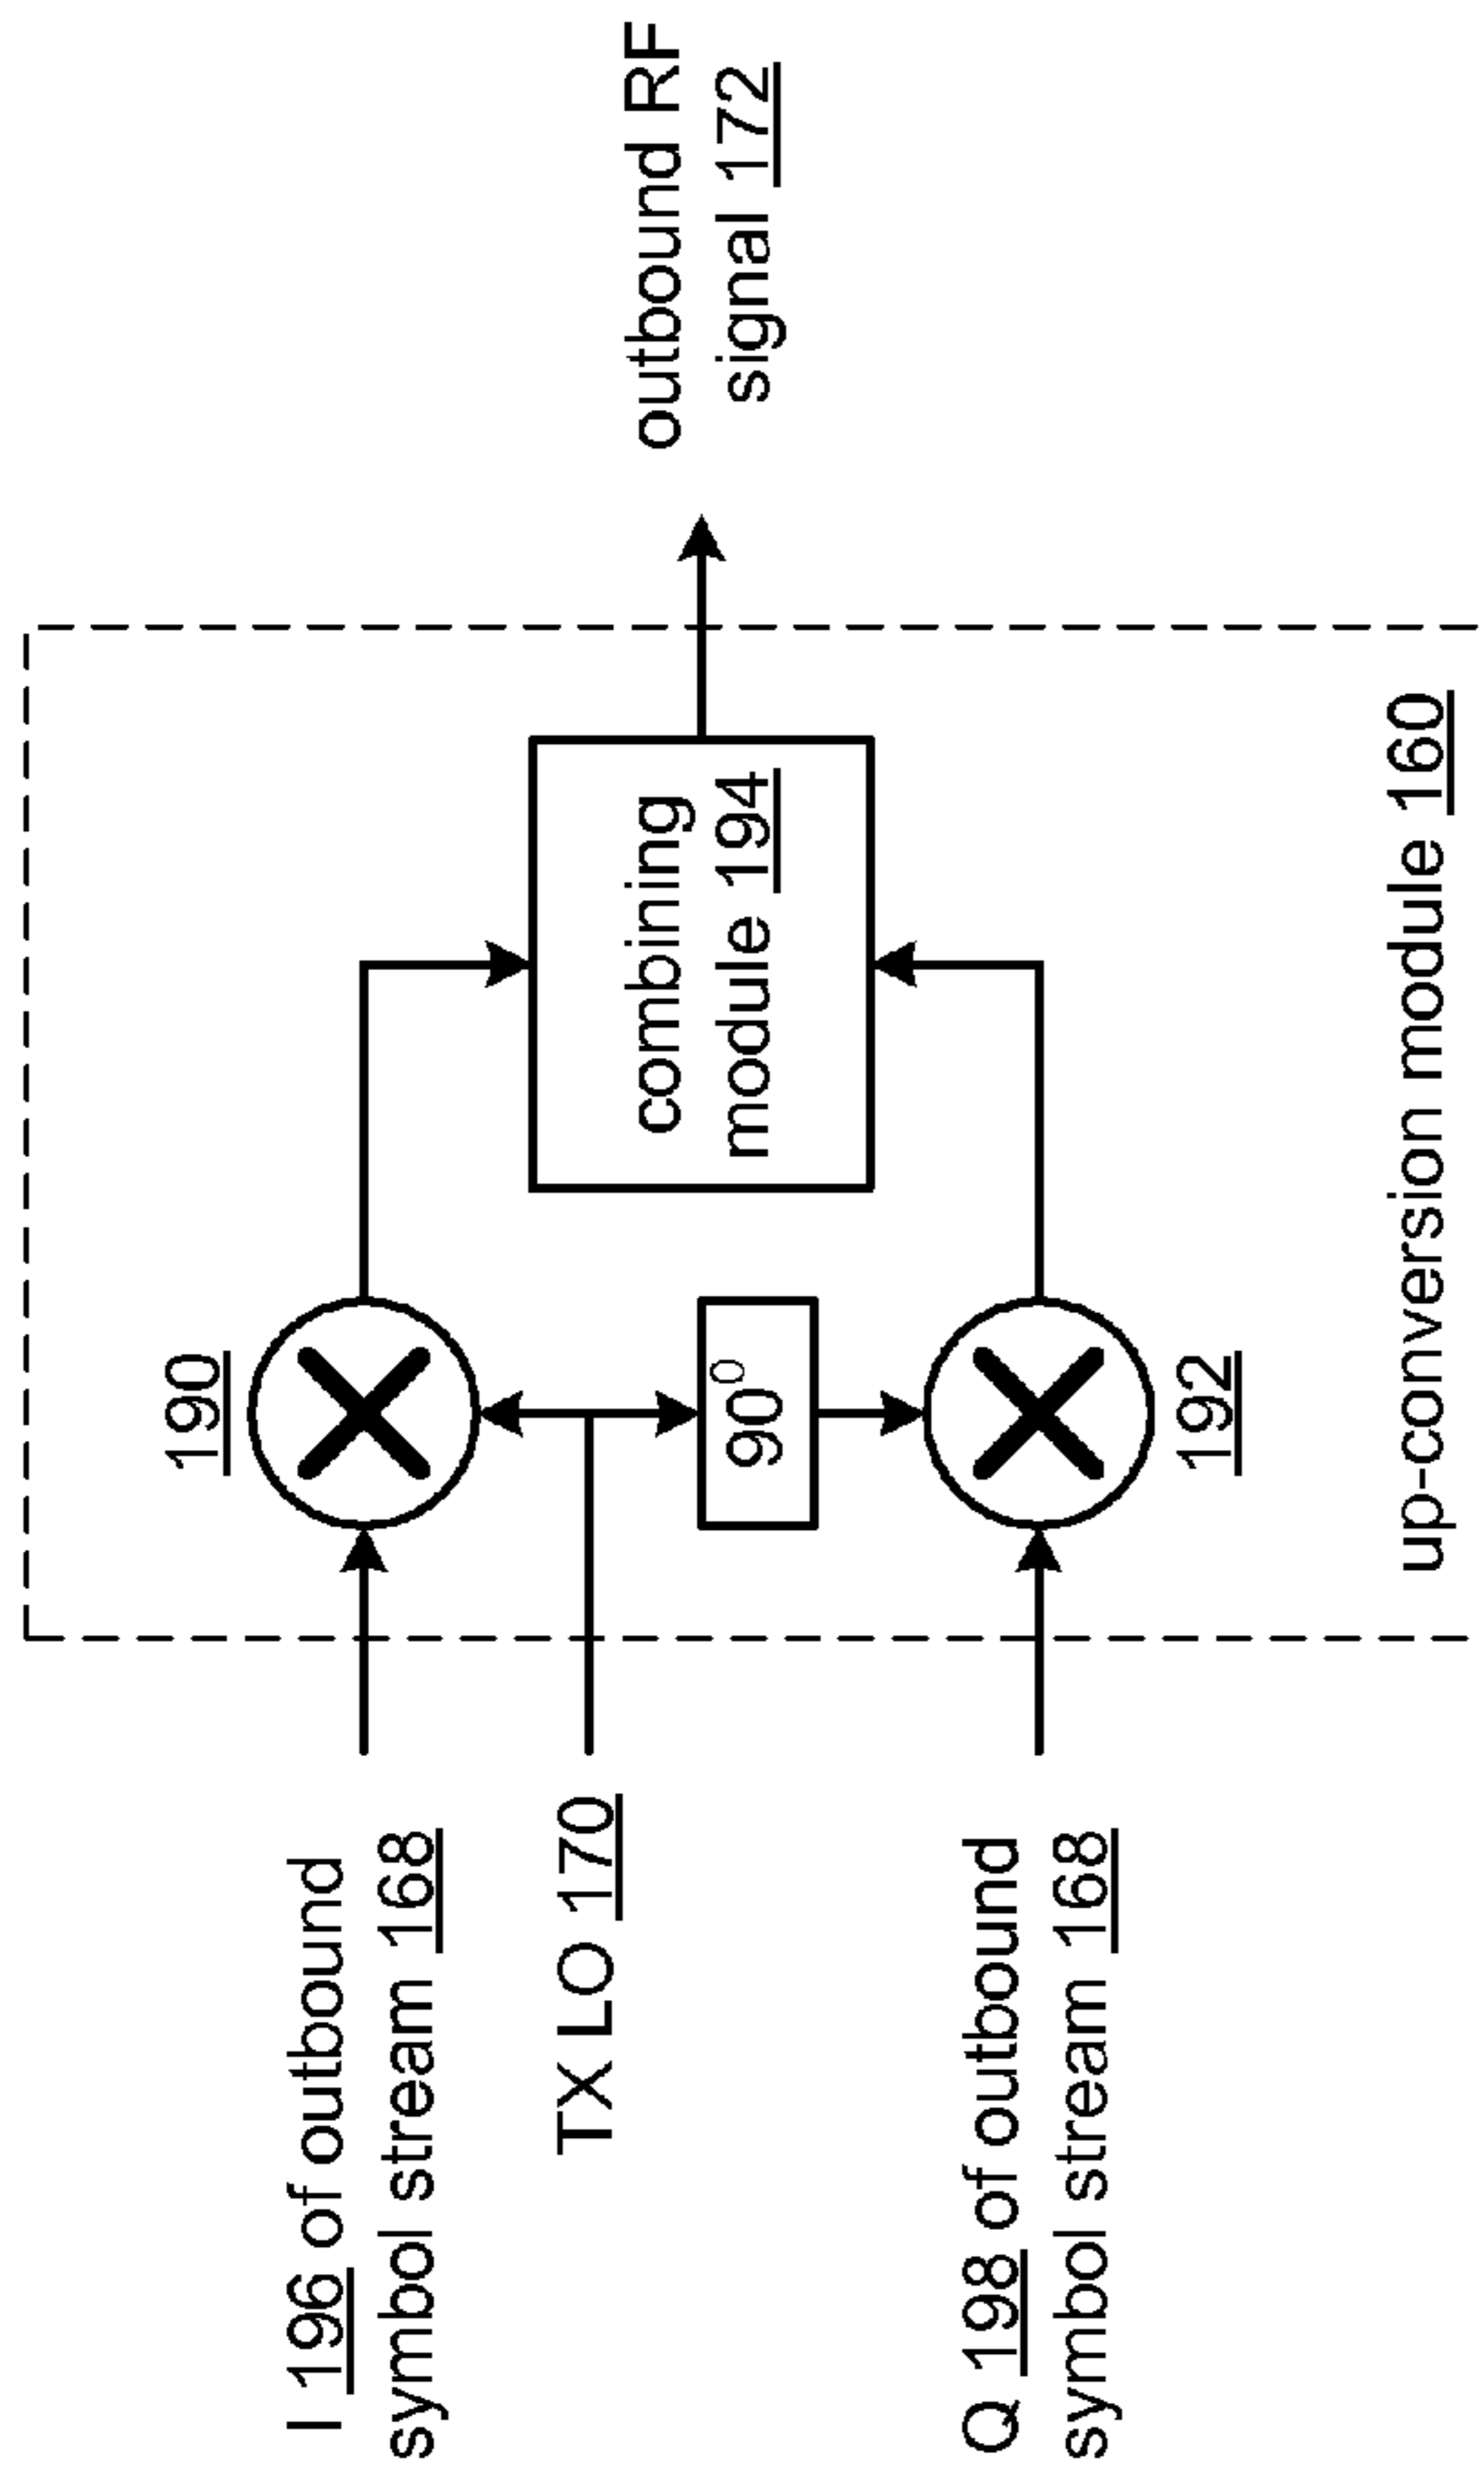 I 196 of outbound
symbol stream 168
TX LO 170
Q 198 of outbound
symbol stream 168
190
90⁰
192
combining
module 194
up-conversion module 160
outbound RF
signal 172